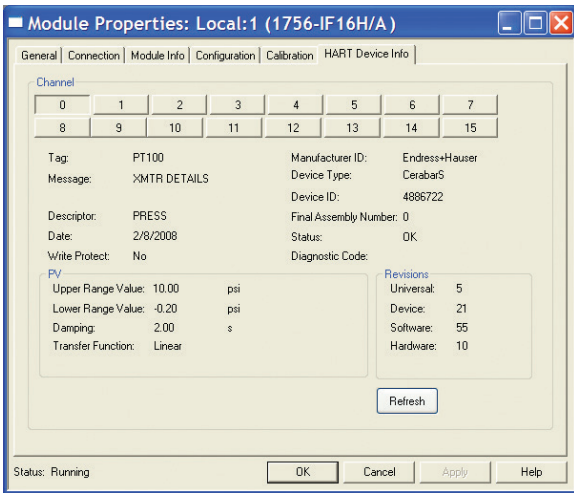 Module Properties: Local:1 (1756-IF16H/A)
General Connection Module Info Configuration Calibration HART Device Info
Channel
0 1 2 3 4 5 6 7
8 9 10 11 12 13 14 15
Tag: PT100 Manufacturer ID: Endress+Hauser
Message: XMTR DETAILS Device Type: CerabarS
Device ID: 4886722
Descriptor: PRESS Final Assembly Number: 0
Date: 2/8/2008 Status: OK
Write Protect: No Diagnostic Code:
PV Revisions
Upper Range Value: 10.00 psi Universal: 5
Lower Range Value: -0.20 psi Device: 21
Damping: 2.00 s Software: 55
Transfer Function: Linear Hardware: 10
Refresh
Status: Running OK Cancel Apply Help